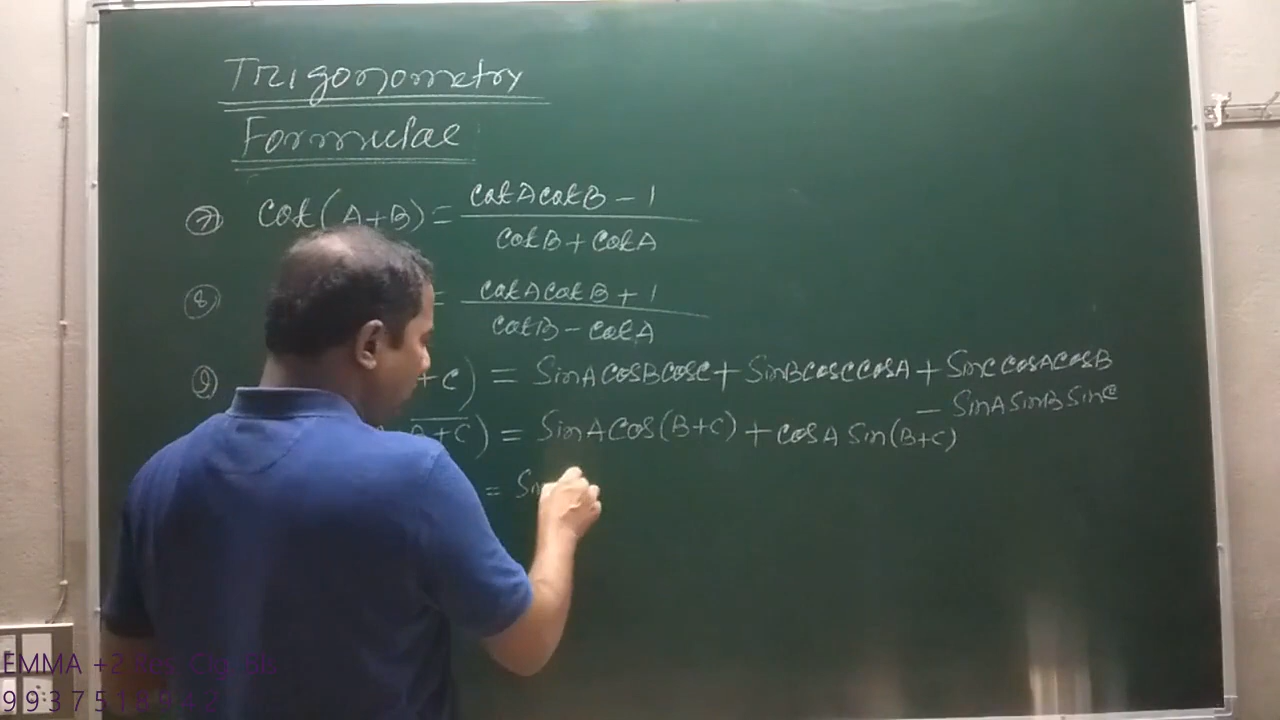 Trigonometry
Formulae
⑦ cot(A+B) = (cotAcotB - 1) / (cotB + cotA)
⑧ = (cotAcotB + 1) / (cotB - cotA)
⑨ + C) = SinAcosBcosC + SinBcosCcosA + SinCcosAcosB
- SinASinBSinC
B+C) = SinACos(B+C) + cosASin(B+C)
= Sin
EMMA +2